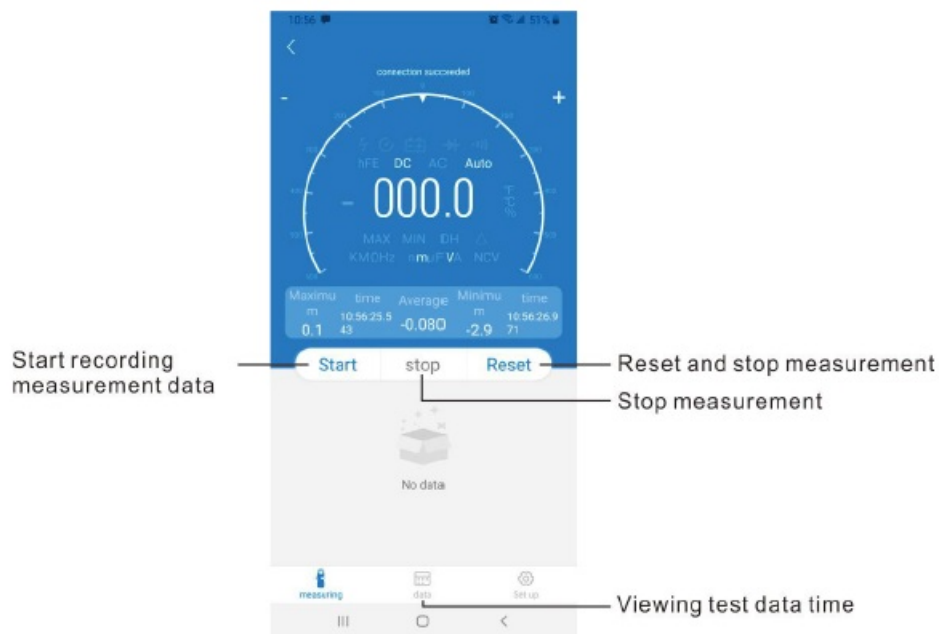 10:56
51%
connection succeeded
- +
hFE DC AC Auto
- 000.0
MAX MIN DH
KMΩHz nmμFVA NCV
Maximu time Average Minimu time
m 10:56:25.5 -0.080 m 10:56:26.9
0.1 43 -2.9 71
Start stop Reset
Start recording
measurement data
Reset and stop measurement
Stop measurement
No data
measuring data Set up
Viewing test data time